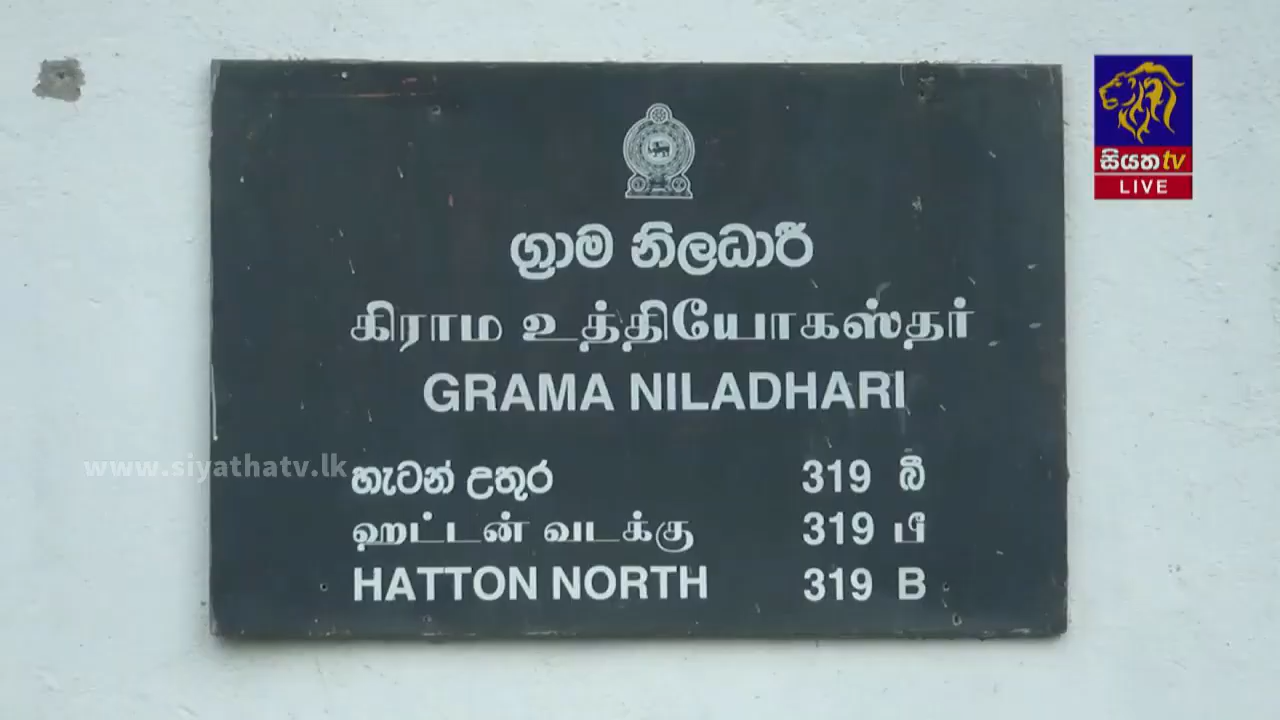 සියත tv
LIVE
ග්‍රාම නිලධාරී
கிராம உத்தியோகஸ்தர்
GRAMA NILADHARI
www.siyathatv.lk
හැටන් උතුර 319 බී
ஹட்டன் வடக்கு 319 பீ
HATTON NORTH 319 B